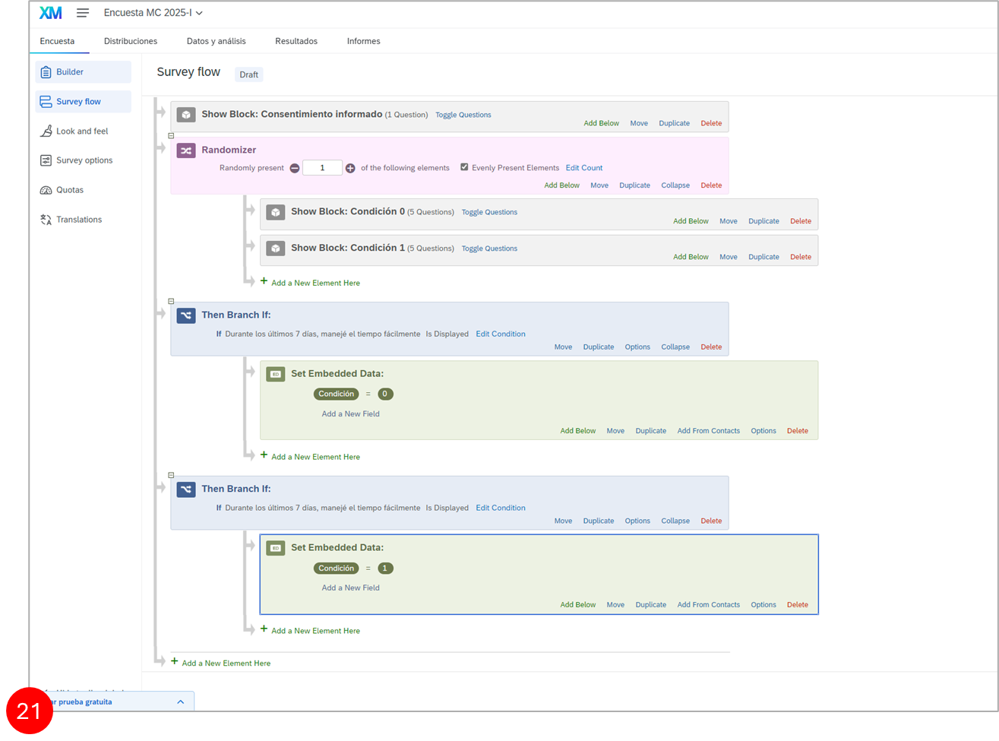 XM Encuesta MC 2025-I
Encuesta Distribuciones Datos y análisis Resultados Informes
Builder
Survey flow
Look and feel
Survey options
Quotas
Translations
Survey flow Draft
Show Block: Consentimiento informado (1 Question) Toggle Questions
Add Below Move Duplicate Delete
Randomizer
Randomly present 1 of the following elements Evenly Present Elements Edit Count
Add Below Move Duplicate Collapse Delete
Show Block: Condición 0 (5 Questions) Toggle Questions
Add Below Move Duplicate Delete
Show Block: Condición 1 (5 Questions) Toggle Questions
Add Below Move Duplicate Delete
+ Add a New Element Here
Then Branch If:
If Durante los últimos 7 días, manejé el tiempo fácilmente Is Displayed Edit Condition
Move Duplicate Options Collapse Delete
ED Set Embedded Data:
Condición = 0
Add a New Field
Add Below Move Duplicate Add From Contacts Options Delete
+ Add a New Element Here
Then Branch If:
If Durante los últimos 7 días, manejé el tiempo fácilmente Is Displayed Edit Condition
Move Duplicate Options Collapse Delete
ED Set Embedded Data:
Condición = 1
Add a New Field
Add Below Move Duplicate Add From Contacts Options Delete
+ Add a New Element Here
+ Add a New Element Here
prueba gratuita
21